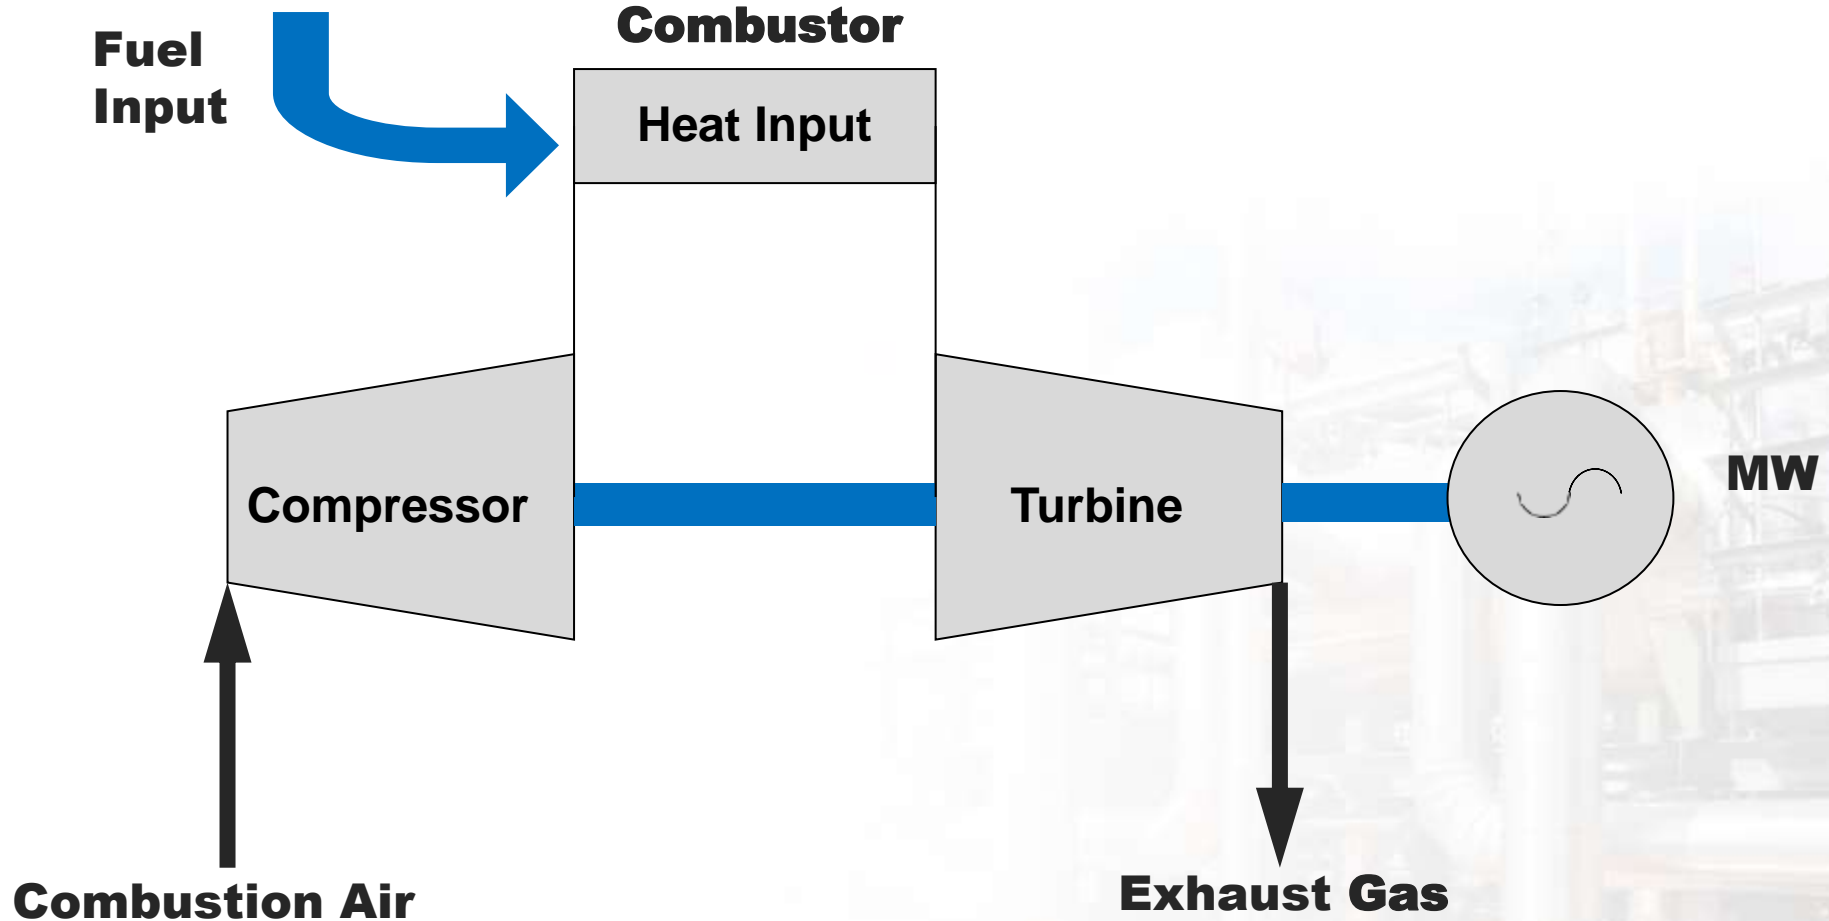 Combustor
Fuel
Input
Heat Input
Compressor
Turbine
MW
Combustion Air
Exhaust Gas